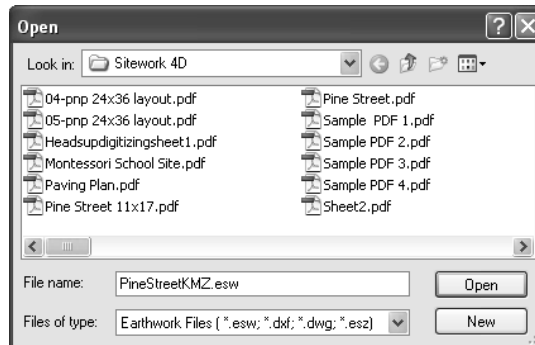 Open
Look in: Sitework 4D
04-pnp 24x36 layout.pdf
05-pnp 24x36 layout.pdf
Headsupdigitizingsheet1.pdf
Montessori School Site.pdf
Paving Plan.pdf
Pine Street 11x17.pdf
Pine Street.pdf
Sample PDF 1.pdf
Sample PDF 2.pdf
Sample PDF 3.pdf
Sample PDF 4.pdf
Sheet2.pdf
File name: PineStreetKMZ.esw Open
Files of type: Earthwork Files ( *.esw; *.dxf; *.dwg; *.esz) New